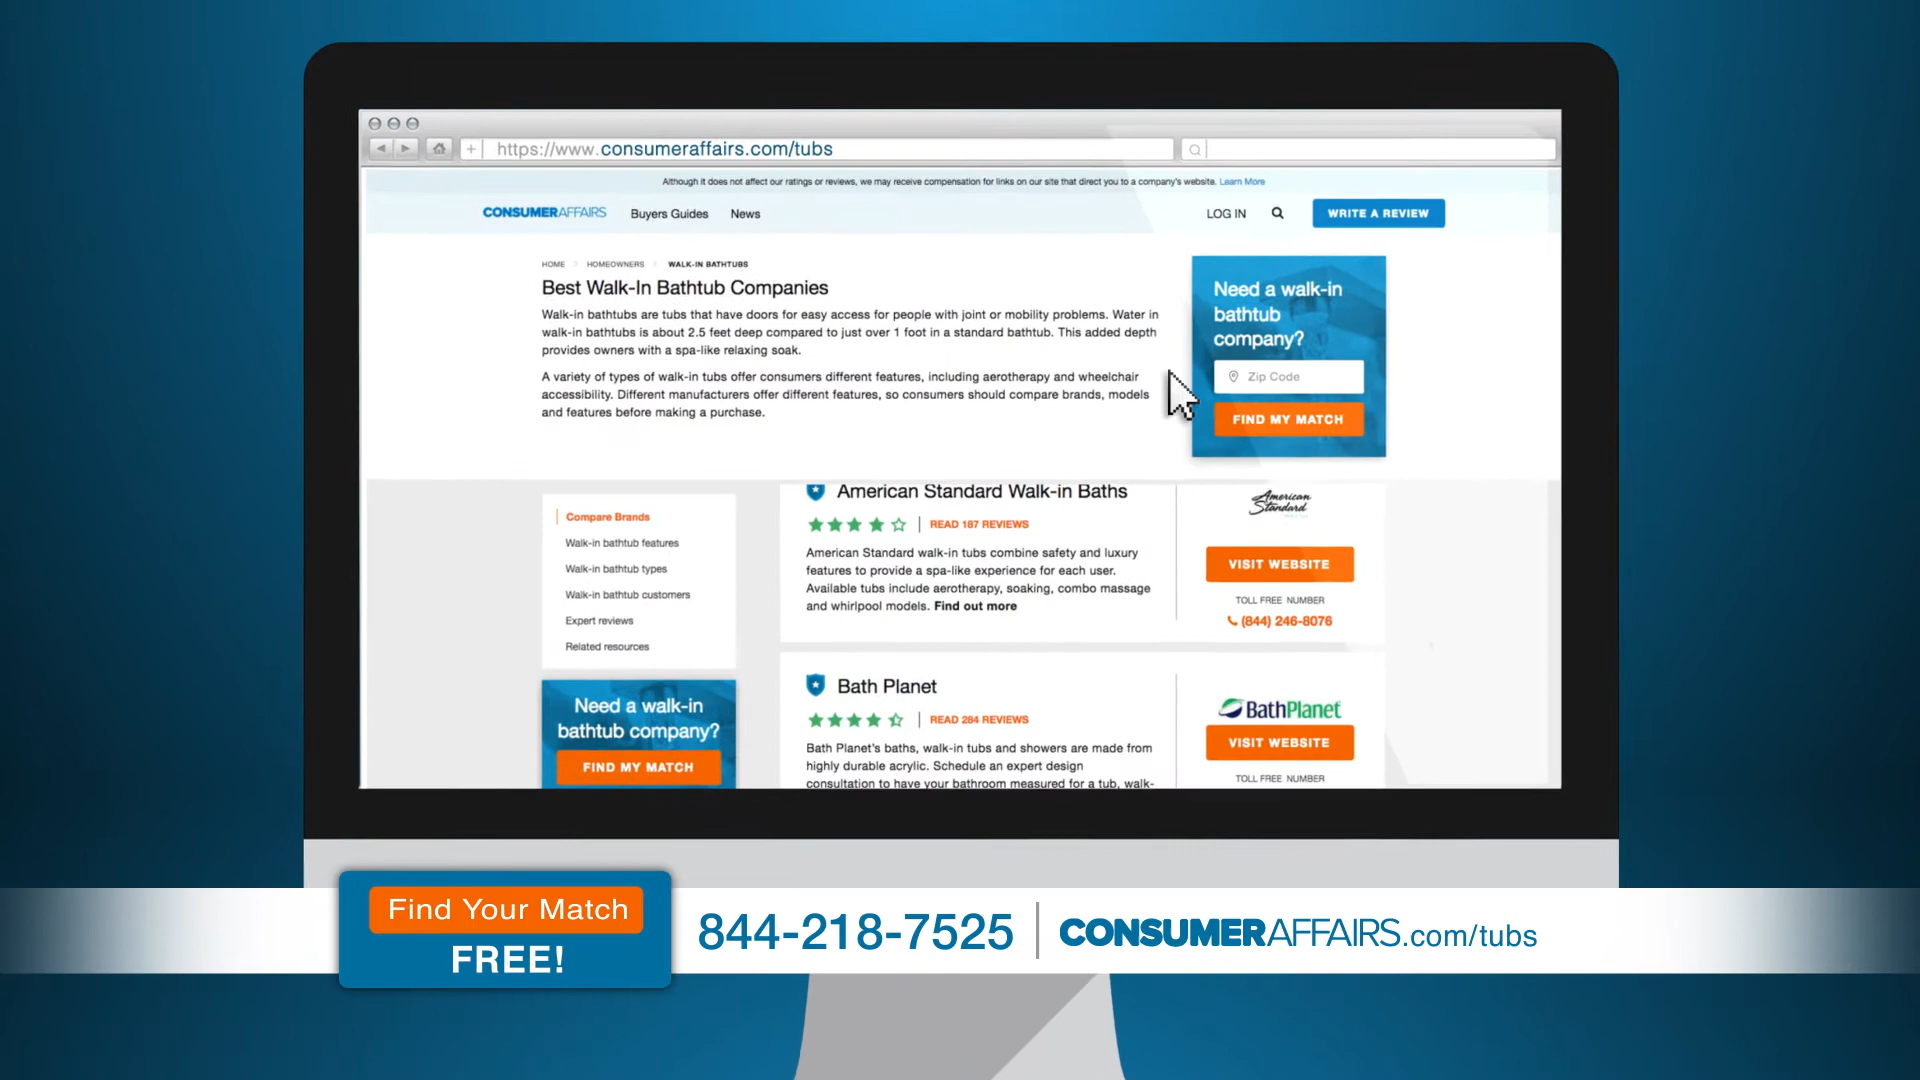 https://www.consumeraffairs.com/tubs
Although it does not affect our ratings or reviews, we may receive compensation for links on our site that direct you to a company's website. Learn More
CONSUMERAFFAIRS Buyers Guides News LOG IN WRITE A REVIEW
HOME HOMEOWNERS WALK-IN BATHTUBS
Best Walk-In Bathtub Companies
Walk-in bathtubs are tubs that have doors for easy access for people with joint or mobility problems. Water in
walk-in bathtubs is about 2.5 feet deep compared to just over 1 foot in a standard bathtub. This added depth
provides owners with a spa-like relaxing soak.
A variety of types of walk-in tubs offer consumers different features, including aerotherapy and wheelchair
accessibility. Different manufacturers offer different features, so consumers should compare brands, models
and features before making a purchase.
Need a walk-in
bathtub
company?
Zip Code
FIND MY MATCH
Compare Brands
Walk-in bathtub features
Walk-in bathtub types
Walk-in bathtub customers
Expert reviews
Related resources
Need a walk-in
bathtub company?
FIND MY MATCH
American Standard Walk-in Baths
READ 187 REVIEWS
American Standard walk-in tubs combine safety and luxury
features to provide a spa-like experience for each user.
Available tubs include aerotherapy, soaking, combo massage
and whirlpool models. Find out more
American
Standard
VISIT WEBSITE
TOLL FREE NUMBER
(844) 246-8076
Bath Planet
READ 284 REVIEWS
Bath Planet's baths, walk-in tubs and showers are made from
highly durable acrylic. Schedule an expert design
consultation to have your bathroom measured for a tub, walk-
BathPlanet
VISIT WEBSITE
TOLL FREE NUMBER
Find Your Match
FREE!
844-218-7525
CONSUMERAFFAIRS.com/tubs